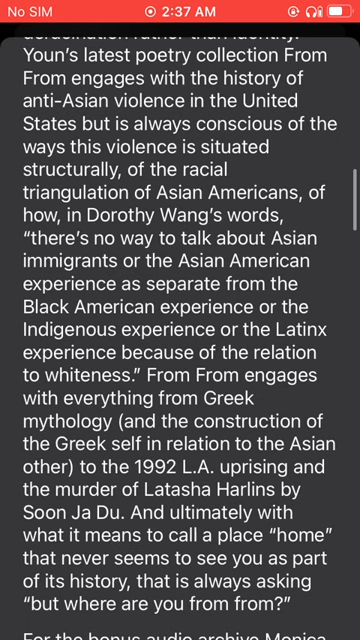 No SIM 2:37 AM
Youn’s latest poetry collection From
From engages with the history of
anti-Asian violence in the United
States but is always conscious of the
ways this violence is situated
structurally, of the racial
triangulation of Asian Americans, of
how, in Dorothy Wang’s words,
“there’s no way to talk about Asian
immigrants or the Asian American
experience as separate from the
Black American experience or the
Indigenous experience or the Latinx
experience because of the relation
to whiteness.” From From engages
with everything from Greek
mythology (and the construction of
the Greek self in relation to the Asian
other) to the 1992 L.A. uprising and
the murder of Latasha Harlins by
Soon Ja Du. And ultimately with
what it means to call a place “home”
that never seems to see you as part
of its history, that is always asking
“but where are you from from?”
For the bonus audio archive Monica